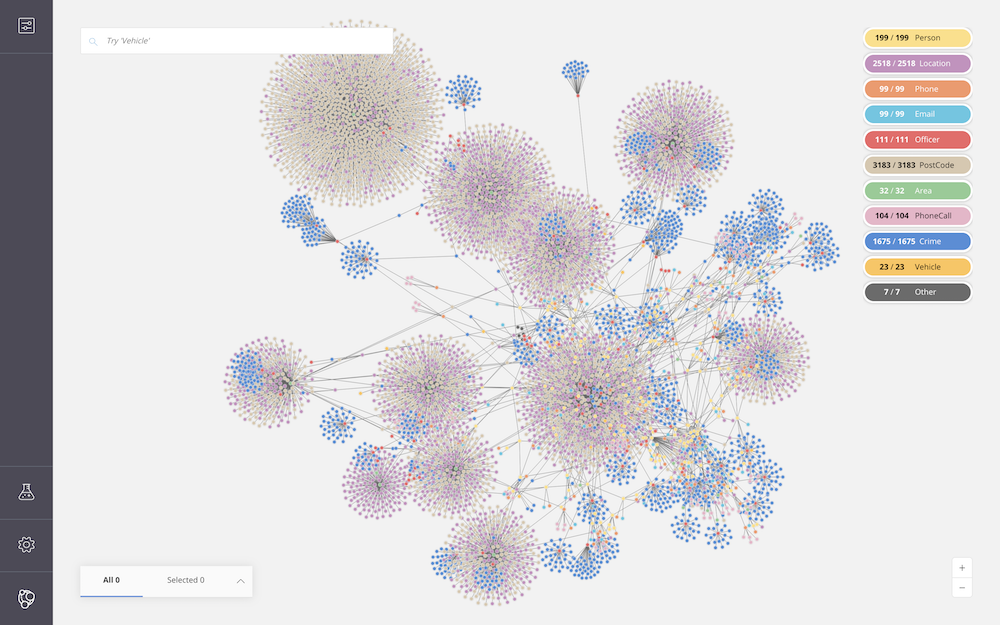 Try 'Vehicle'
199 / 199 Person
2518 / 2518 Location
99 / 99 Phone
99 / 99 Email
111 / 111 Officer
3183 / 3183 PostCode
32 / 32 Area
104 / 104 PhoneCall
1675 / 1675 Crime
23 / 23 Vehicle
7 / 7 Other
All 0 Selected 0
+
−